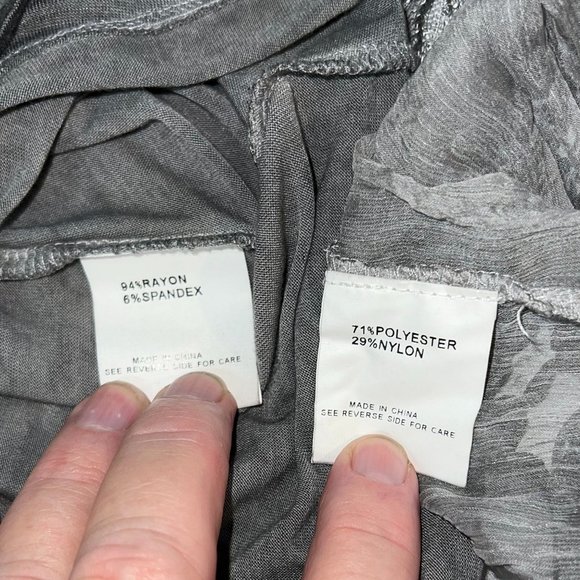 94%RAYON
6%SPANDEX
MADE IN CHINA
SEE REVERSE SIDE FOR CARE
71%POLYESTER
29%NYLON
MADE IN CHINA
SEE REVERSE SIDE FOR CARE